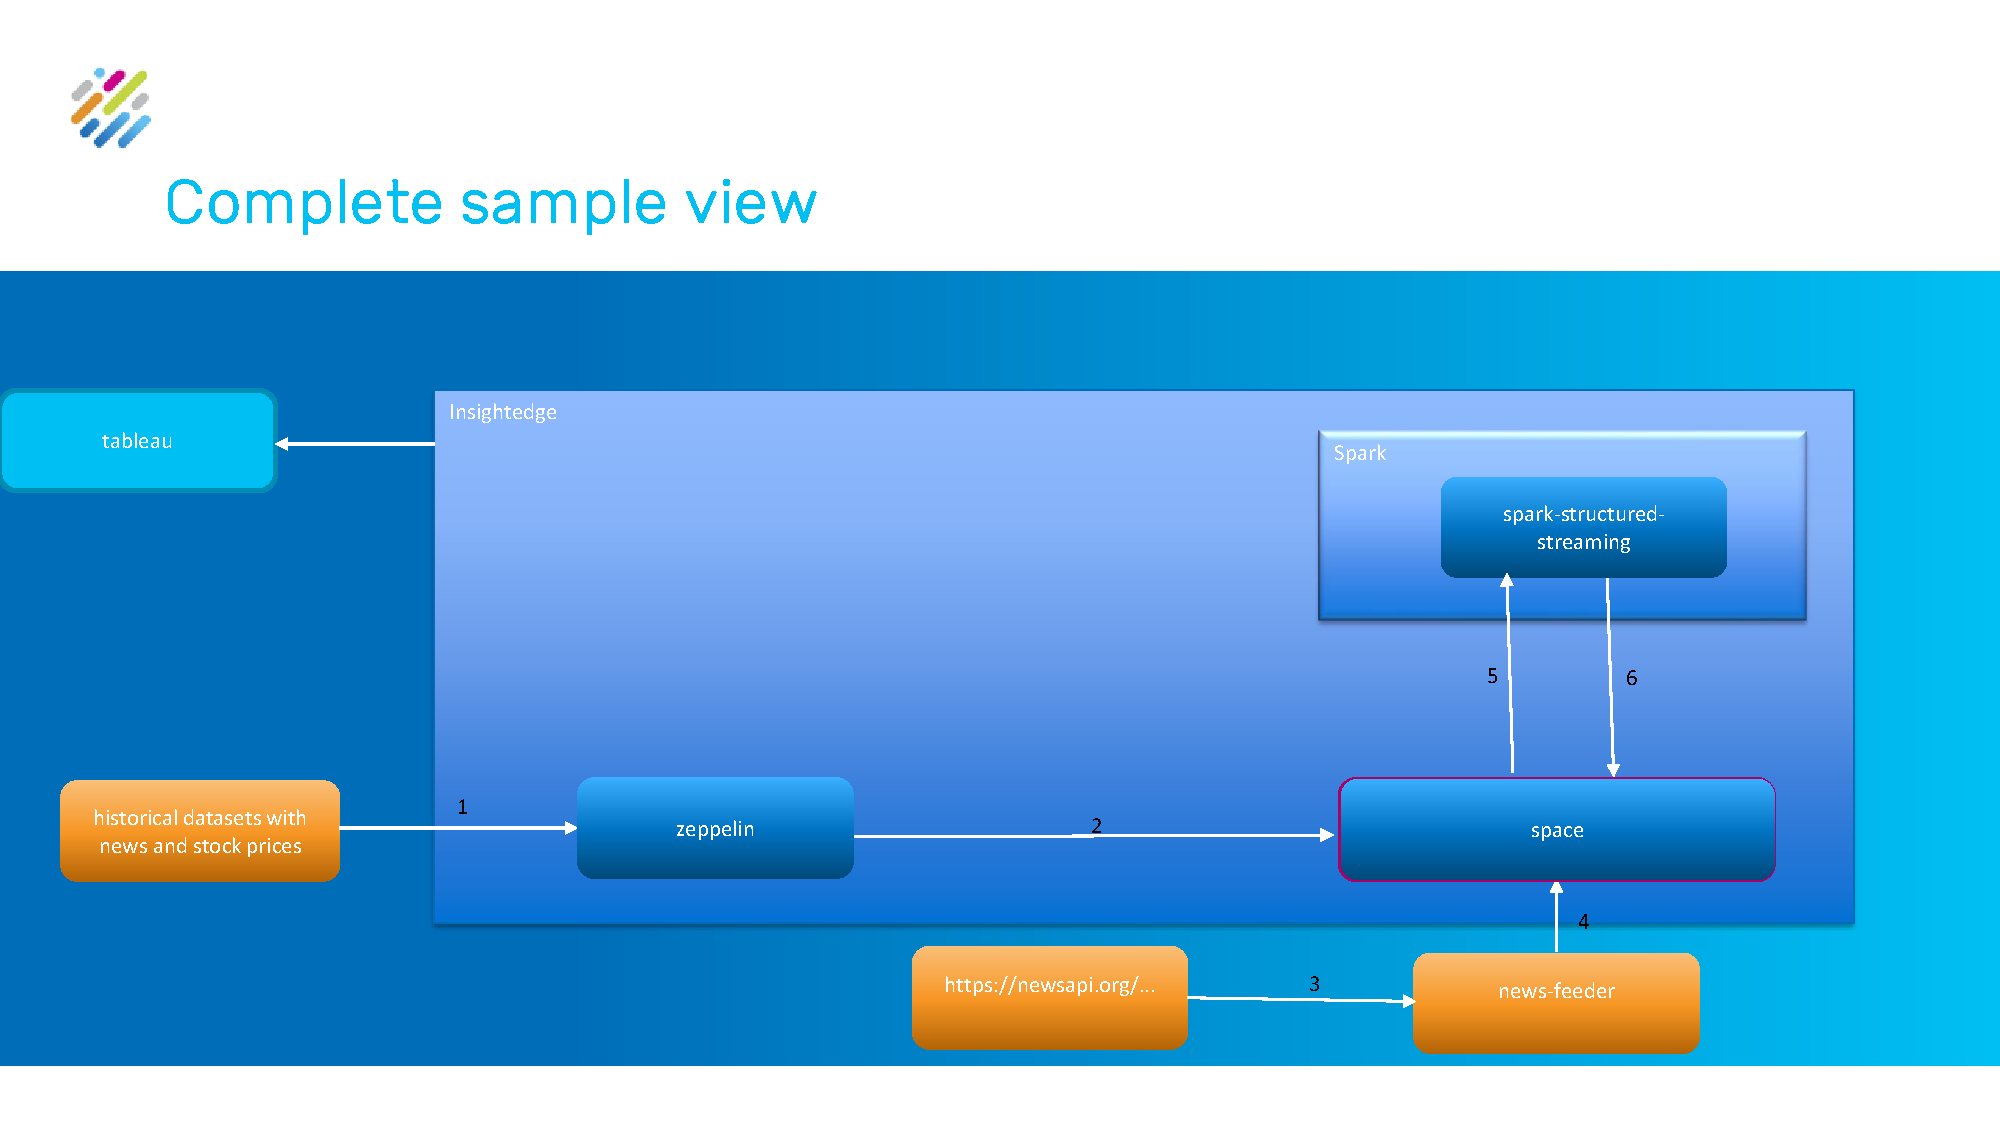 Complete sample view
Insightedge
tableau
Spark
spark-structured-
streaming
5
6
historical datasets with
news and stock prices
1
zeppelin
2
space
4
https://newsapi.org/...
3
news-feeder